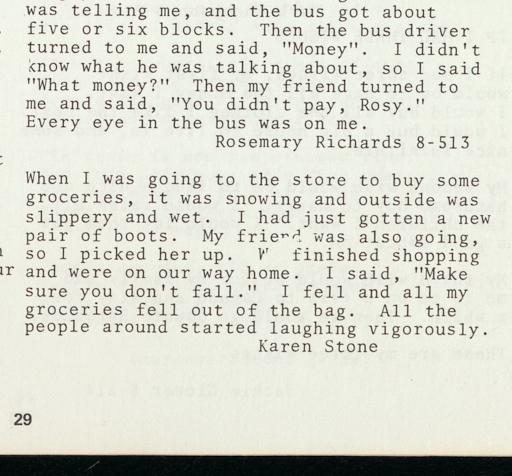 was telling me, and the bus got about
five or six blocks. Then the bus driver
turned to me and said, "Money". I didn't
know what he was talking about, so I said
"What money?" Then my friend turned to
me and said, "You didn't pay, Rosy."
Every eye in the bus was on me.
Rosemary Richards 8-513
When I was going to the store to buy some
groceries, it was snowing and outside was
slippery and wet. I had just gotten a new
pair of boots. My friend was also going,
so I picked her up. W finished shopping
and were on our way home. I said, "Make
sure you don't fall." I fell and all my
groceries fell out of the bag. All the
people around started laughing vigorously.
Karen Stone
29